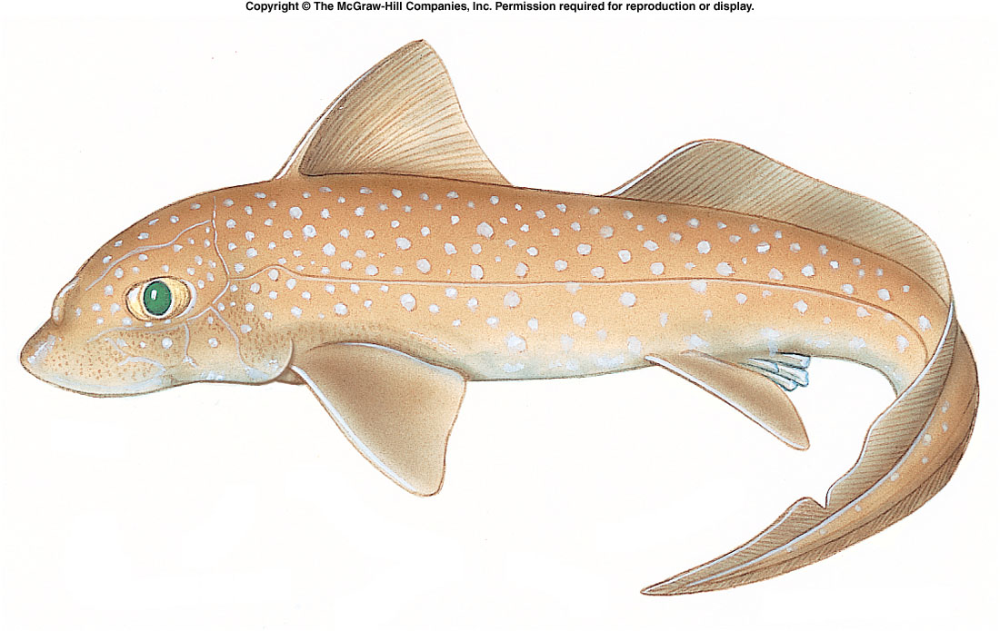 Copyright © The McGraw-Hill Companies, Inc. Permission required for reproduction or display.